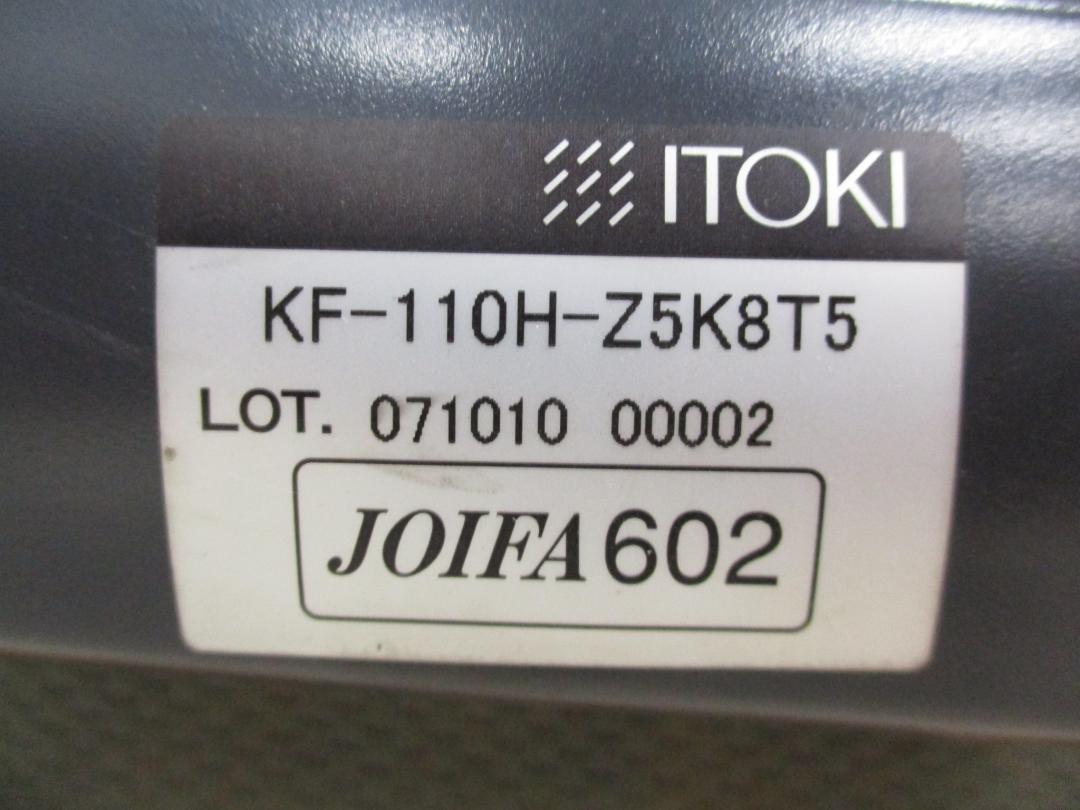 ITOKI
KF-110H-Z5K8T5
LOT. 071010 00002
JOIFA 602